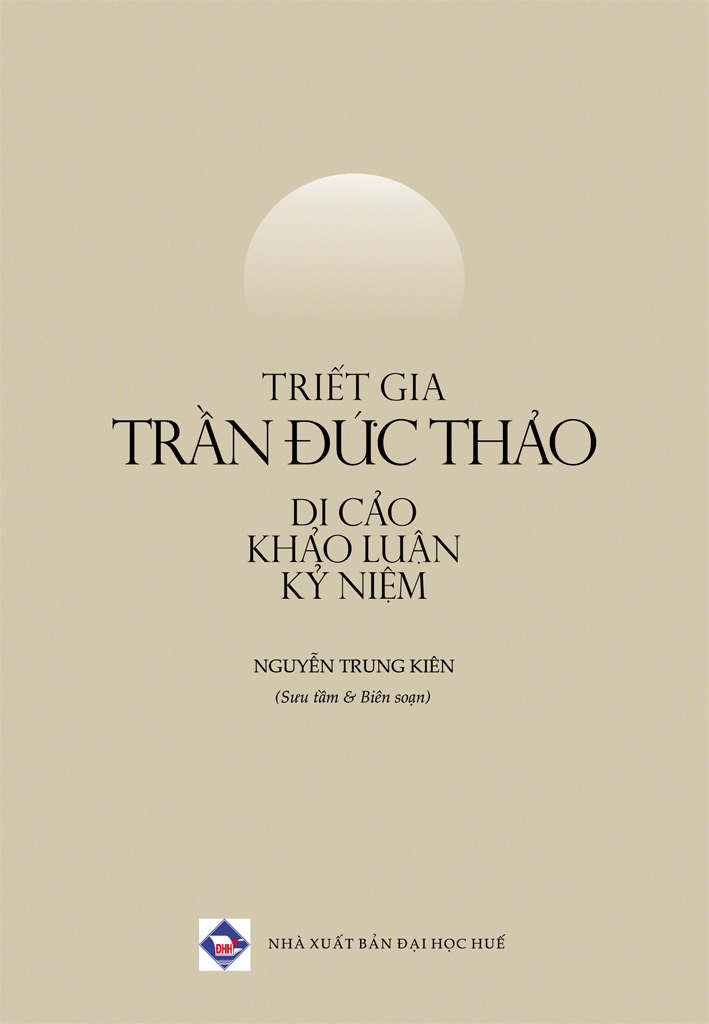 TRIẾT GIA
TRẦN ĐỨC THẢO
DI CẢO
KHẢO LUẬN
KỶ NIỆM
NGUYỄN TRUNG KIÊN
(Sưu tầm & Biên soạn)
DHH
NHÀ XUẤT BẢN ĐẠI HỌC HUẾ